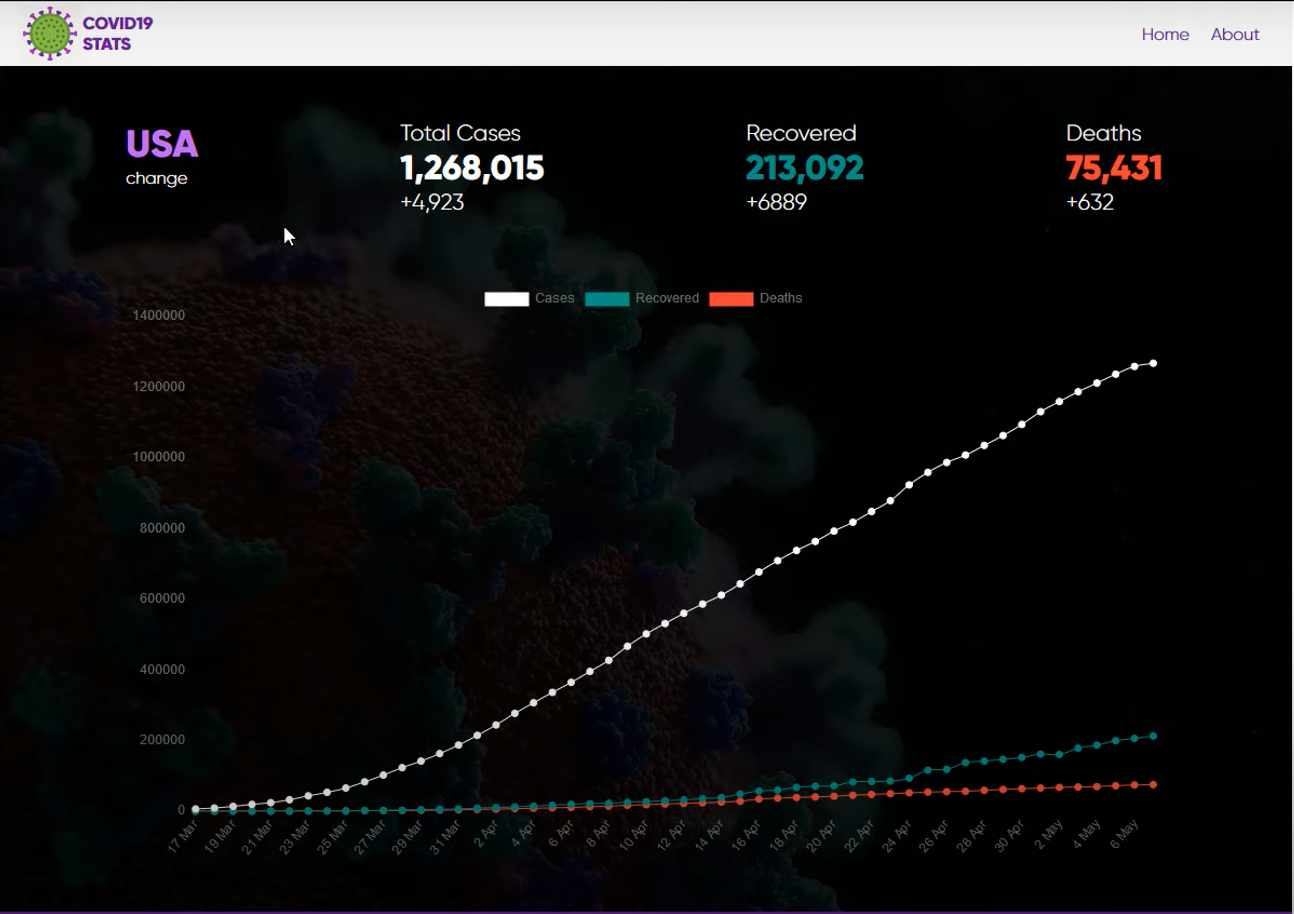 COVID19
STATS
Home About
USA
change
Total Cases
1,268,015
+4,923
Recovered
213,092
+6889
Deaths
75,431
+632
Cases Recovered Deaths
1400000
1200000
1000000
800000
600000
400000
200000
0
17 Mar 19 Mar 21 Mar 23 Mar 25 Mar 27 Mar 29 Mar 31 Mar 2 Apr 4 Apr 6 Apr 8 Apr 10 Apr 12 Apr 14 Apr 16 Apr 18 Apr 20 Apr 22 Apr 24 Apr 26 Apr 28 Apr 30 Apr 2 May 4 May 6 May